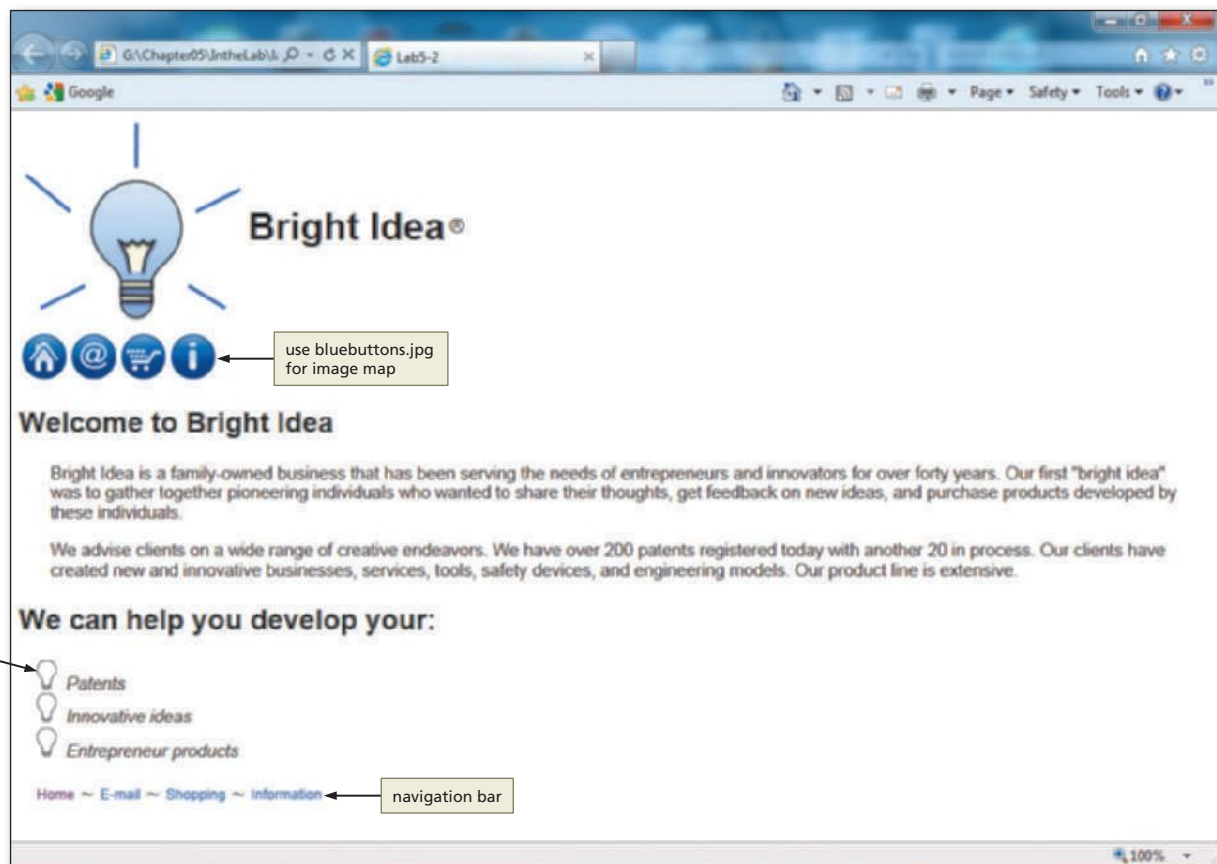 G:\Chapter05\IntheLab\L
Lab5-2
Google
Page Safety Tools
Bright Idea®
use bluebuttons.jpg
for image map
Welcome to Bright Idea
Bright Idea is a family-owned business that has been serving the needs of entrepreneurs and innovators for over forty years. Our first "bright idea"
was to gather together pioneering individuals who wanted to share their thoughts, get feedback on new ideas, and purchase products developed by
these individuals.
We advise clients on a wide range of creative endeavors. We have over 200 patents registered today with another 20 in process. Our clients have
created new and innovative businesses, services, tools, safety devices, and engineering models. Our product line is extensive.
We can help you develop your:
Patents
Innovative ideas
Entrepreneur products
Home ~ E-mail ~ Shopping ~ Information
navigation bar
100%